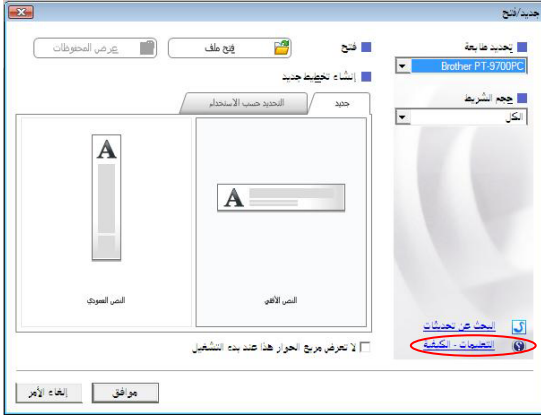 جديد/فتح
تحديد طابعة
Brother PT-9700PC
حجم الشريط
الكل
فتح
فتح ملف
عرض المحفوظات
إنشاء تخطيط جديد
جديد
التحديد حسب الاستخدام
A
النص الأفقي
A
النص العمودي
البحث عن تحديثات
التعليمات - الكيفية
لا تعرض مربع الحوار هذا عند بدء التشغيل
موافق
إلغاء الأمر